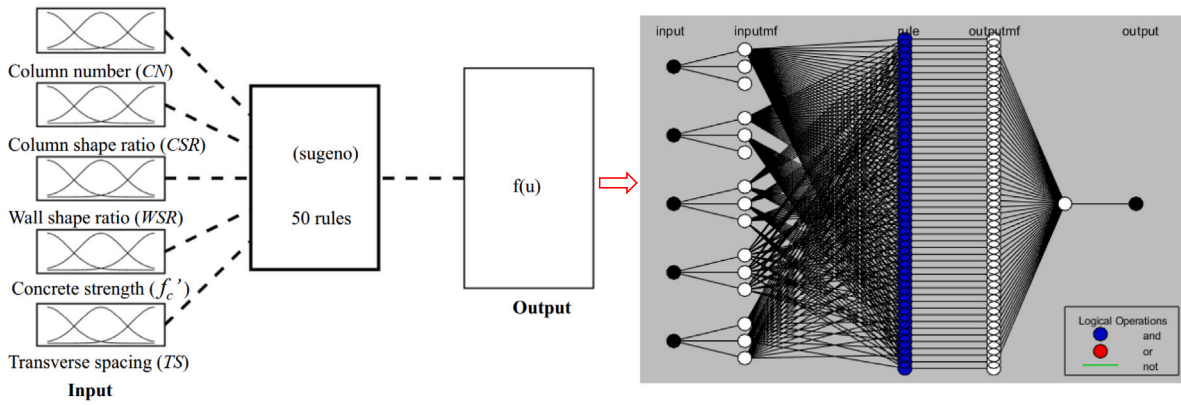 Column number (CN)
Column shape ratio (CSR)
Wall shape ratio (WSR)
Concrete strength (fc’)
Transverse spacing (TS)
Input
(sugeno)
50 rules
f(u)
Output
input
inputmf
rule
outputmf
output
Logical Operations
and
or
not